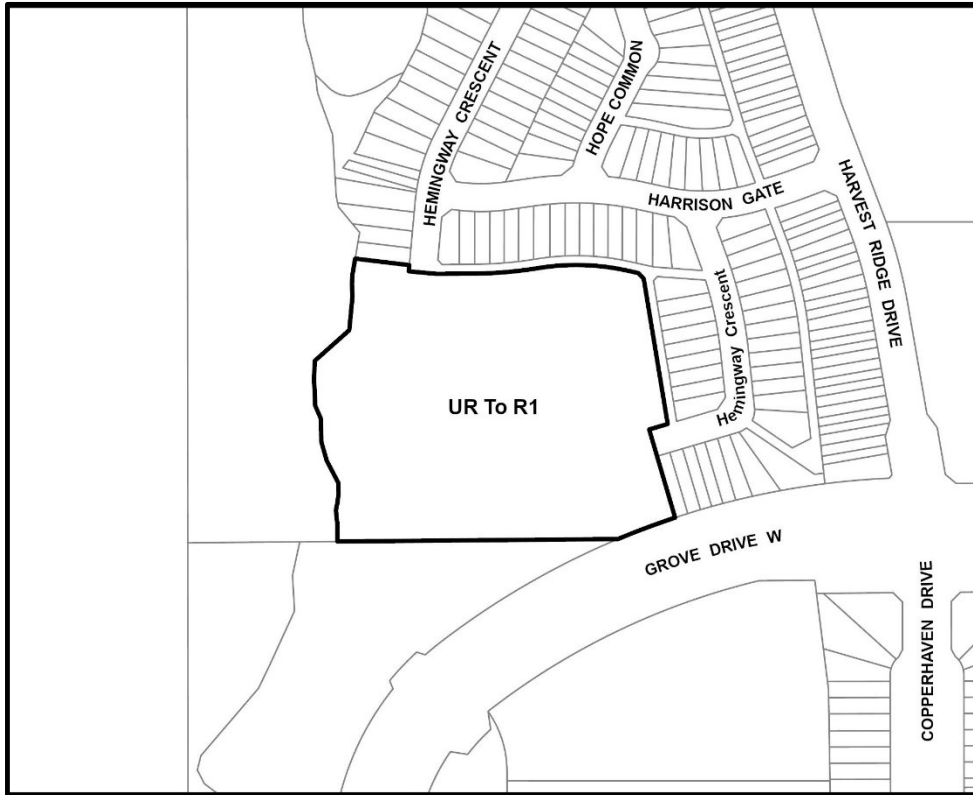 HEMINGWAY CRESCENT
HOPE COMMON
HARRISON GATE
HARVEST RIDGE DRIVE
Hemingway Crescent
UR To R1
GROVE DRIVE W
COPPERHAVEN DRIVE